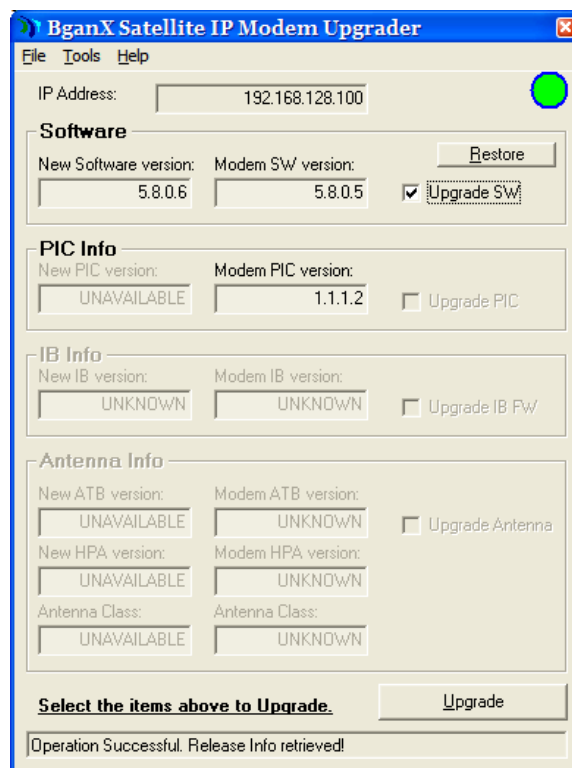 BganX Satellite IP Modem Upgrader
File Tools Help
IP Address: 192.168.128.100
Software
Restore
New Software version: Modem SW version:
5.8.0.6 5.8.0.5 Upgrade SW
PIC Info
New PIC version: Modem PIC version:
UNAVAILABLE 1.1.1.2 Upgrade PIC
IB Info
New IB version: Modem IB version:
UNKNOWN UNKNOWN Upgrade IB FW
Antenna Info
New ATB version: Modem ATB version:
UNAVAILABLE UNKNOWN Upgrade Antenna
New HPA version: Modem HPA version:
UNAVAILABLE UNKNOWN
Antenna Class: Antenna Class:
UNAVAILABLE UNKNOWN
Select the items above to Upgrade. Upgrade
Operation Successful. Release Info retrieved!